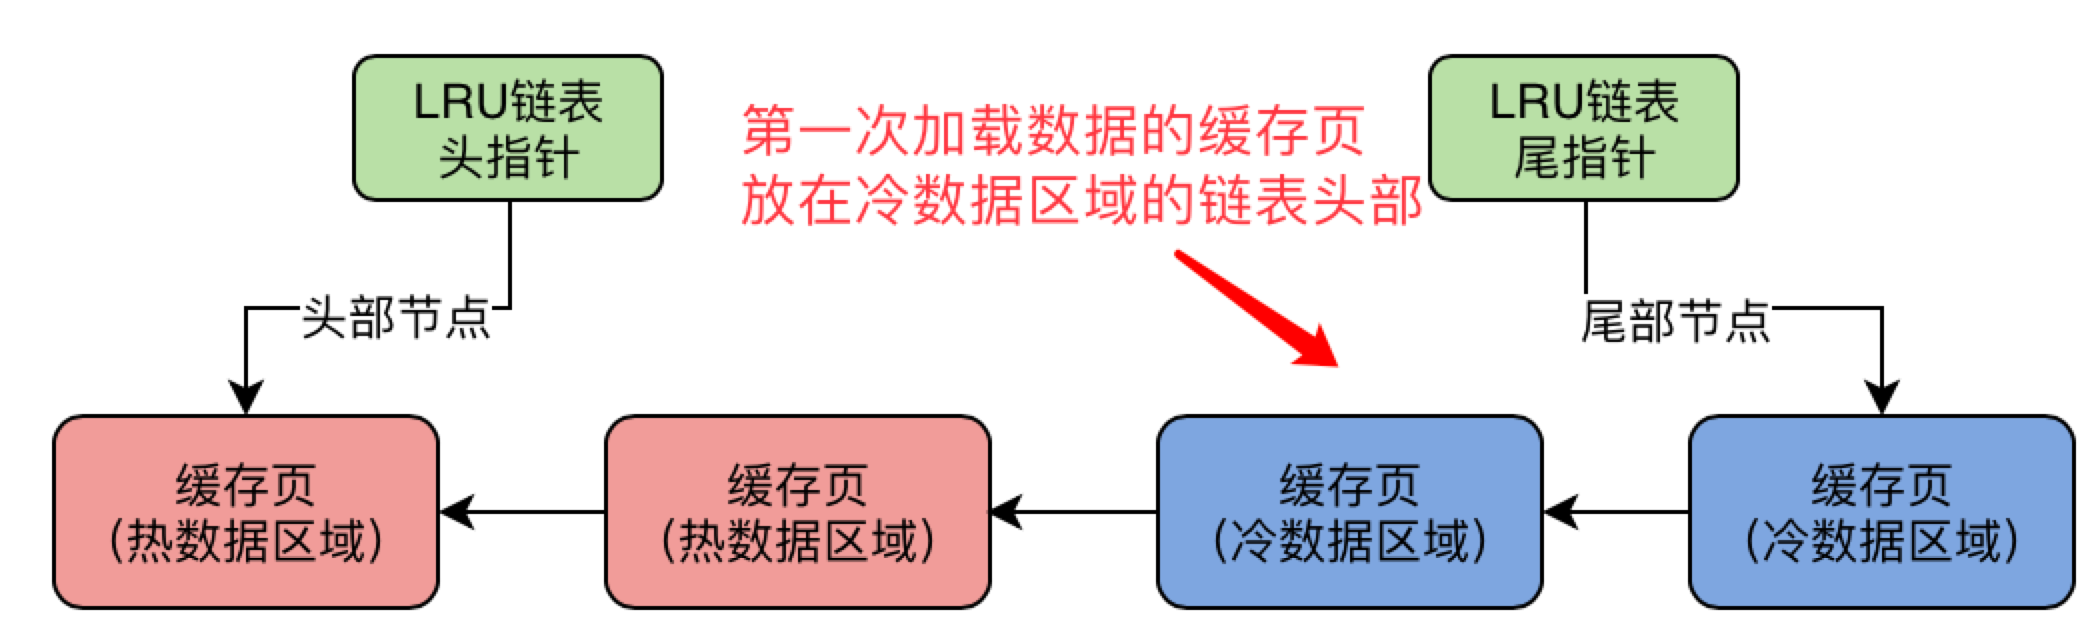 LRU链表
头指针
第一次加载数据的缓存页
放在冷数据区域的链表头部
LRU链表
尾指针
头部节点
尾部节点
缓存页
(热数据区域)
缓存页
(热数据区域)
缓存页
(冷数据区域)
缓存页
(冷数据区域)